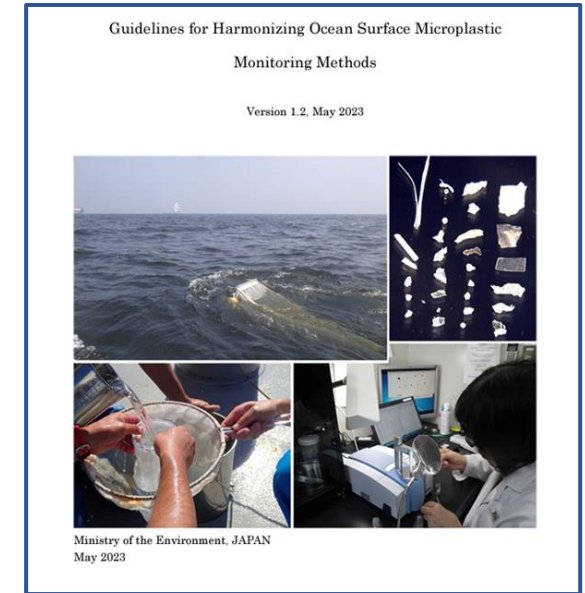 Guidelines for Harmonizing Ocean Surface Microplastic
Monitoring Methods
Version 1.2, May 2023
Ministry of the Environment, JAPAN
May 2023